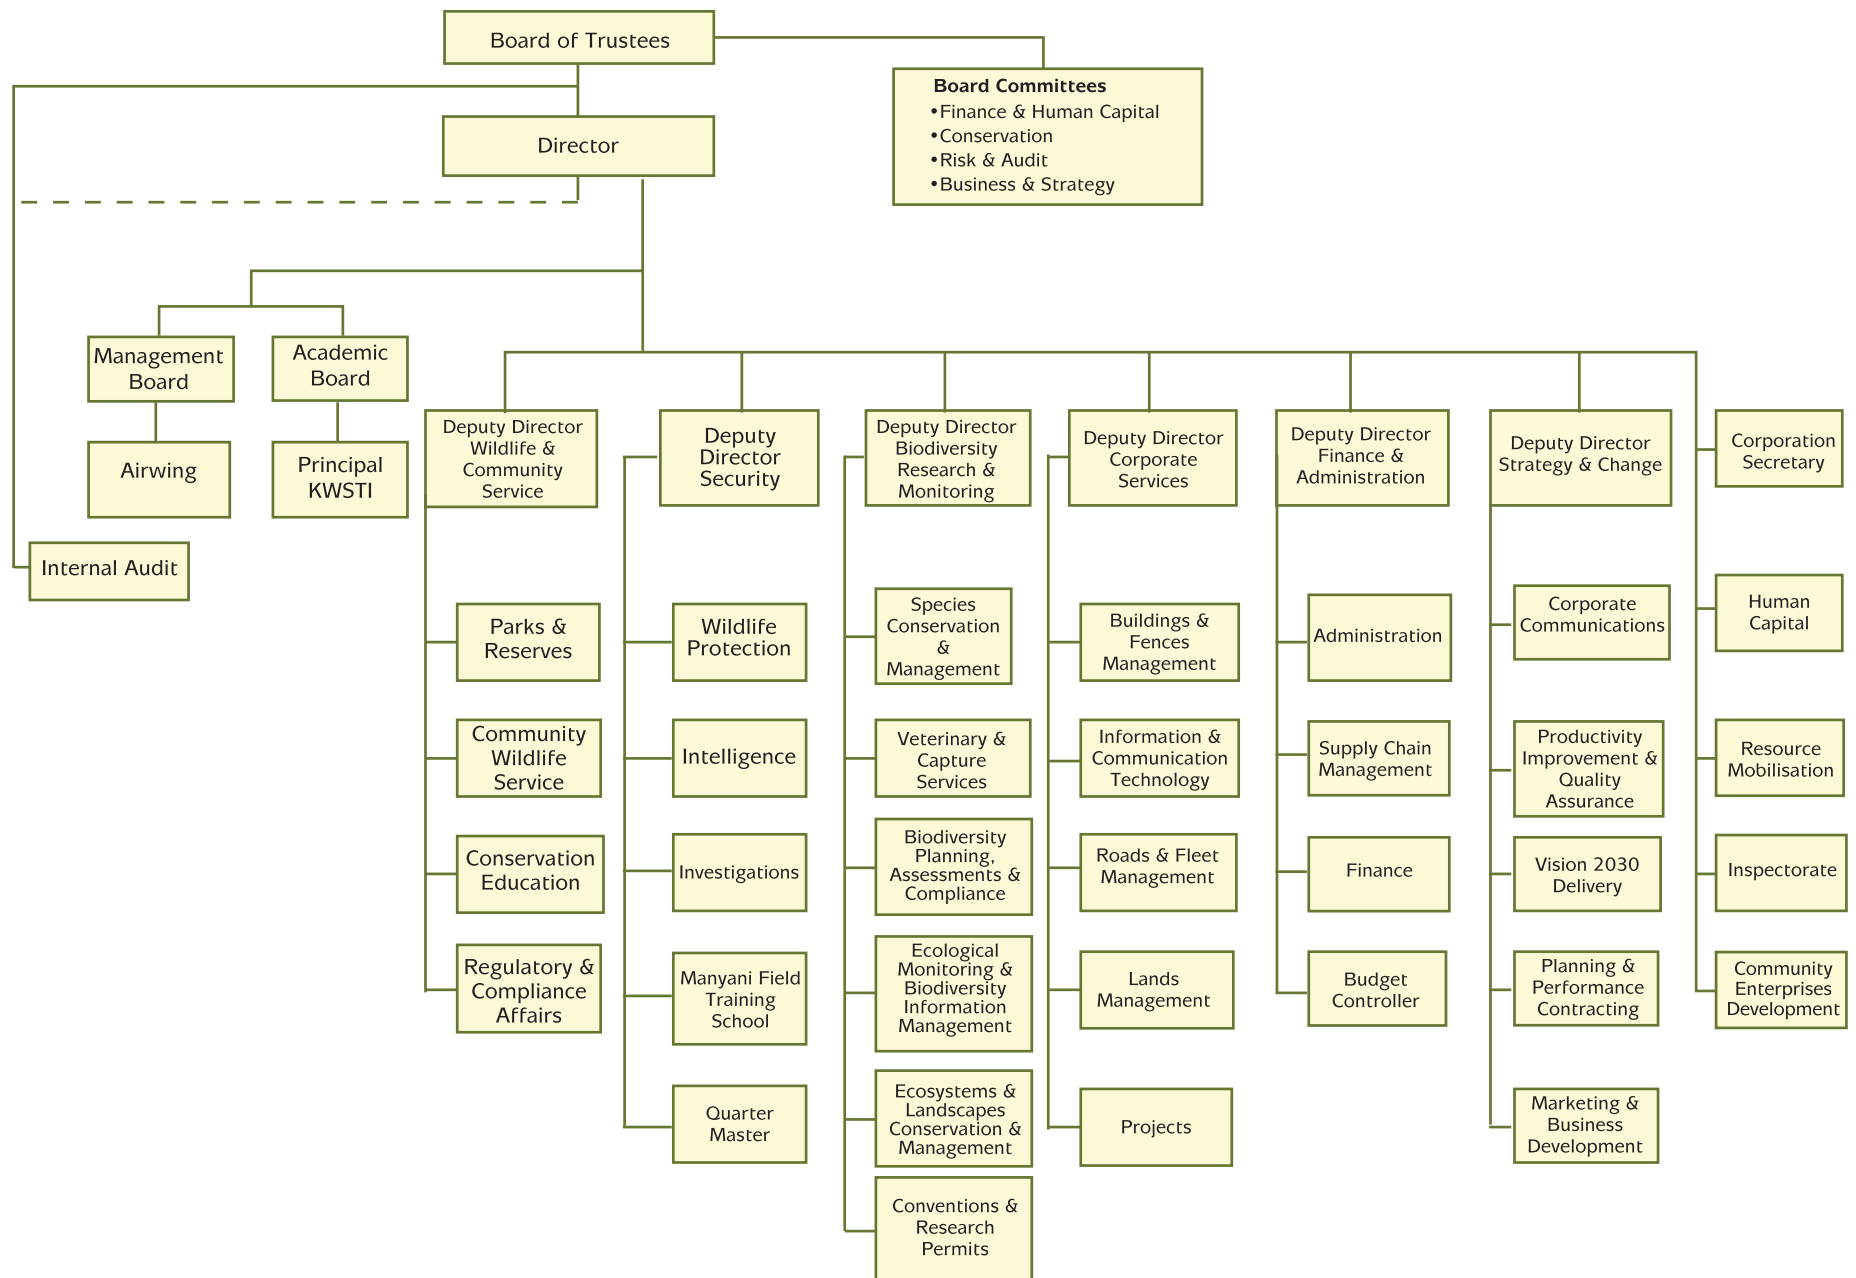 Board of Trustees
Board Committees
•Finance & Human Capital
•Conservation
•Risk & Audit
•Business & Strategy
Director
Management
Board
Academic
Board
Airwing
Principal
KWSTI
Internal Audit
Deputy Director
Wildlife &
Community
Service
Parks &
Reserves
Community
Wildlife
Service
Conservation
Education
Regulatory &
Compliance
Affairs
Deputy
Director
Security
Wildlife
Protection
Intelligence
Investigations
Manyani Field
Training
School
Quarter
Master
Deputy Director
Biodiversity
Research &
Monitoring
Species
Conservation
&
Management
Veterinary &
Capture
Services
Biodiversity
Planning,
Assessments &
Compliance
Ecological
Monitoring &
Biodiversity
Information
Management
Ecosystems &
Landscapes
Conservation &
Management
Conventions &
Research
Permits
Deputy Director
Corporate
Services
Buildings &
Fences
Management
Information &
Communication
Technology
Roads & Fleet
Management
Lands
Management
Projects
Deputy Director
Finance &
Administration
Administration
Supply Chain
Management
Finance
Budget
Controller
Deputy Director
Strategy & Change
Corporate
Communications
Productivity
Improvement &
Quality
Assurance
Vision 2030
Delivery
Planning &
Performance
Contracting
Marketing &
Business
Development
Corporation
Secretary
Human
Capital
Resource
Mobilisation
Inspectorate
Community
Enterprises
Development